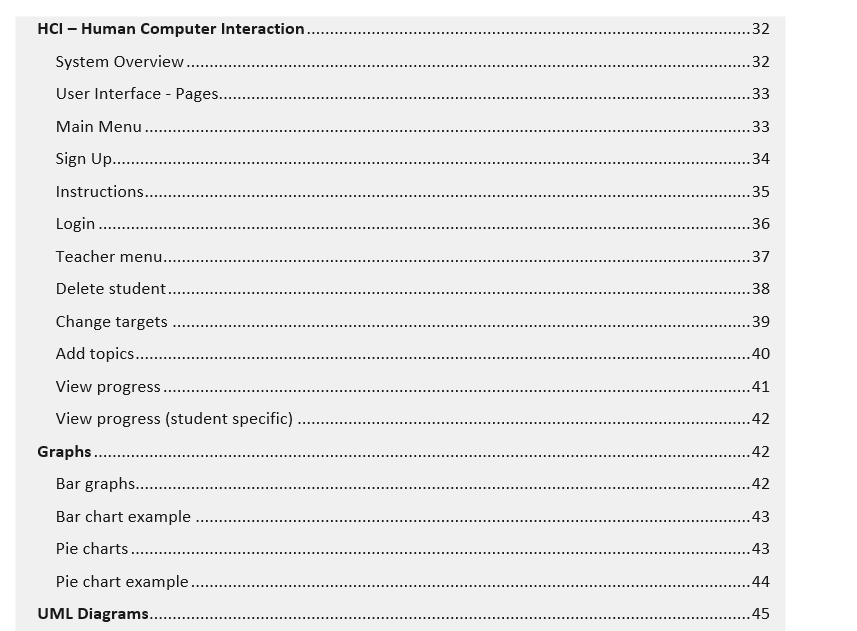 HCI – Human Computer Interaction........................................................................................................32
System Overview........................................................................................................32
User Interface - Pages........................................................................................................33
Main Menu........................................................................................................33
Sign Up........................................................................................................34
Instructions........................................................................................................35
Login........................................................................................................36
Teacher menu........................................................................................................37
Delete student........................................................................................................38
Change targets........................................................................................................39
Add topics........................................................................................................40
View progress........................................................................................................41
View progress (student specific)........................................................................................................42
Graphs........................................................................................................42
Bar graphs........................................................................................................42
Bar chart example........................................................................................................43
Pie charts........................................................................................................43
Pie chart example........................................................................................................44
UML Diagrams........................................................................................................45